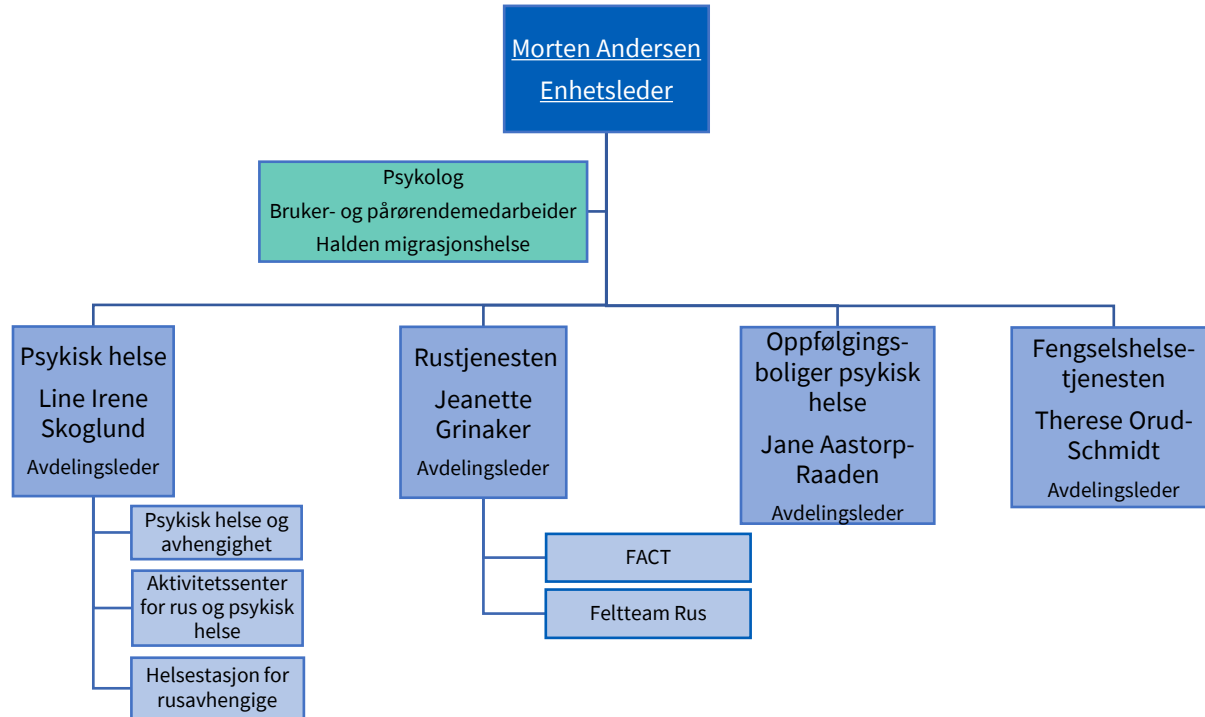 Morten Andersen
Enhetsleder
Psykolog
Bruker- og pårørendemedarbeider
Halden migrasjonshelse
Psykisk helse
Line Irene
Skoglund
Avdelingsleder
Psykisk helse og
avhengighet
Aktivitetssenter
for rus og psykisk
helse
Helsestasjon for
rusavhengige
Rustjenesten
Jeanette
Grinaker
Avdelingsleder
FACT
Feltteam Rus
Oppfølgings-
boliger psykisk
helse
Jane Aastorp-
Raaden
Avdelingsleder
Fengselshelse-
tjenesten
Therese Orud-
Schmidt
Avdelingsleder